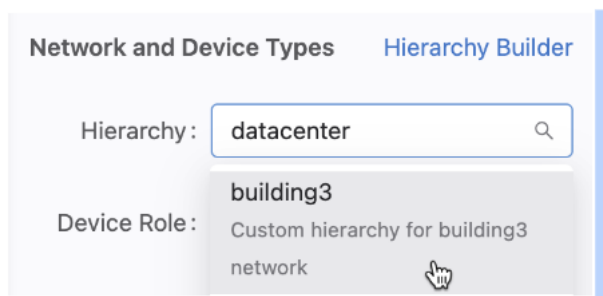 Network and Device Types Hierarchy Builder
Hierarchy: datacenter
building3
Device Role: Custom hierarchy for building3
network